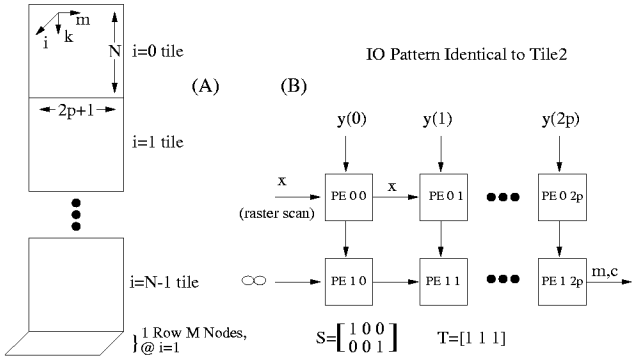 m
i k
N
i=0 tile
(A)
2p+1
i=1 tile
i=N-1 tile
}1 Row M Nodes,
@ i=1
IO Pattern Identical to Tile2
(B)
y(0) y(1) y(2p)
x x
(raster scan)
PE 0 0 PE 0 1 PE 0 2p
∞ PE 1 0 PE 1 1 PE 1 2p m,c
S=[1 0 0
0 0 1] T=[1 1 1]